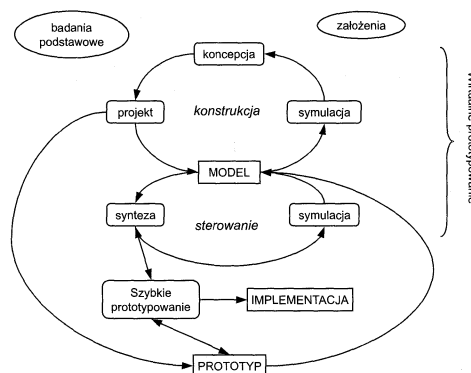 badania
podstawowe
założenia
koncepcja
projekt
konstrukcja
symulacja
MODEL
synteza
sterowanie
symulacja
Szybkie
prototypowanie
IMPLEMENTACJA
PROTOTYP